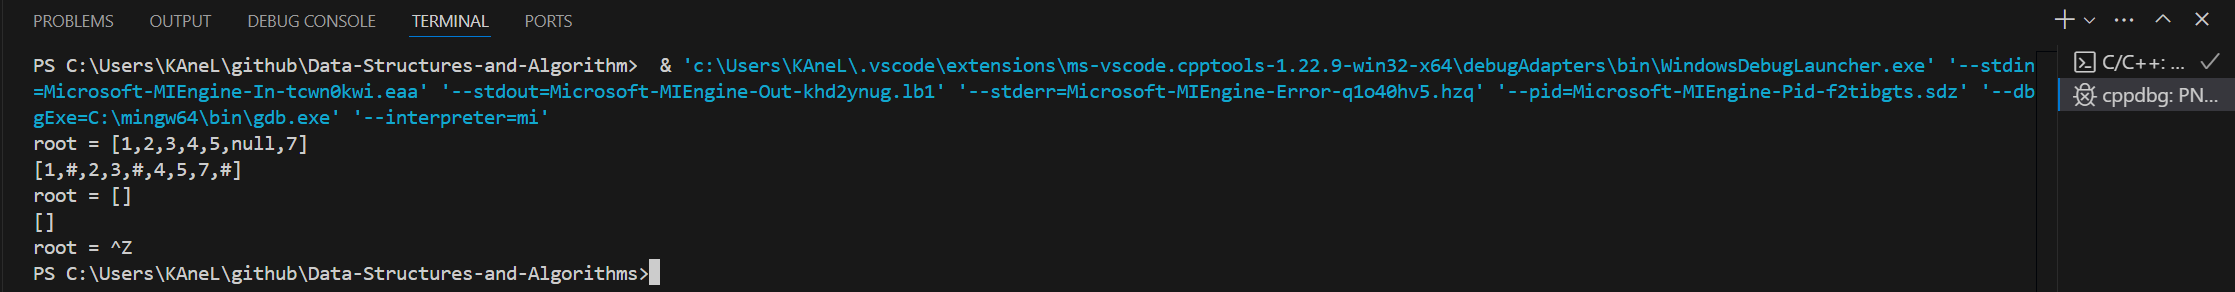 PROBLEMS OUTPUT DEBUG CONSOLE TERMINAL PORTS
PS C:\Users\KAneL\github\Data-Structures-and-Algorithm>  & 'c:\Users\KAneL\.vscode\extensions\ms-vscode.cpptools-1.22.9-win32-x64\debugAdapters\bin\WindowsDebugLauncher.exe' '--stdin
=Microsoft-MIEngine-In-tcwn0kwi.eaa' '--stdout=Microsoft-MIEngine-Out-khd2ynug.lb1' '--stderr=Microsoft-MIEngine-Error-q1o40hv5.hzq' '--pid=Microsoft-MIEngine-Pid-f2tibgts.sdz' '--db
gExe=C:\mingw64\bin\gdb.exe' '--interpreter=mi'
root = [1,2,3,4,5,null,7]
[1,#,2,3,#,4,5,7,#]
root = []
[]
root = ^Z
PS C:\Users\KAneL\github\Data-Structures-and-Algorithms>
C/C++: ...
cppdbg: PN...